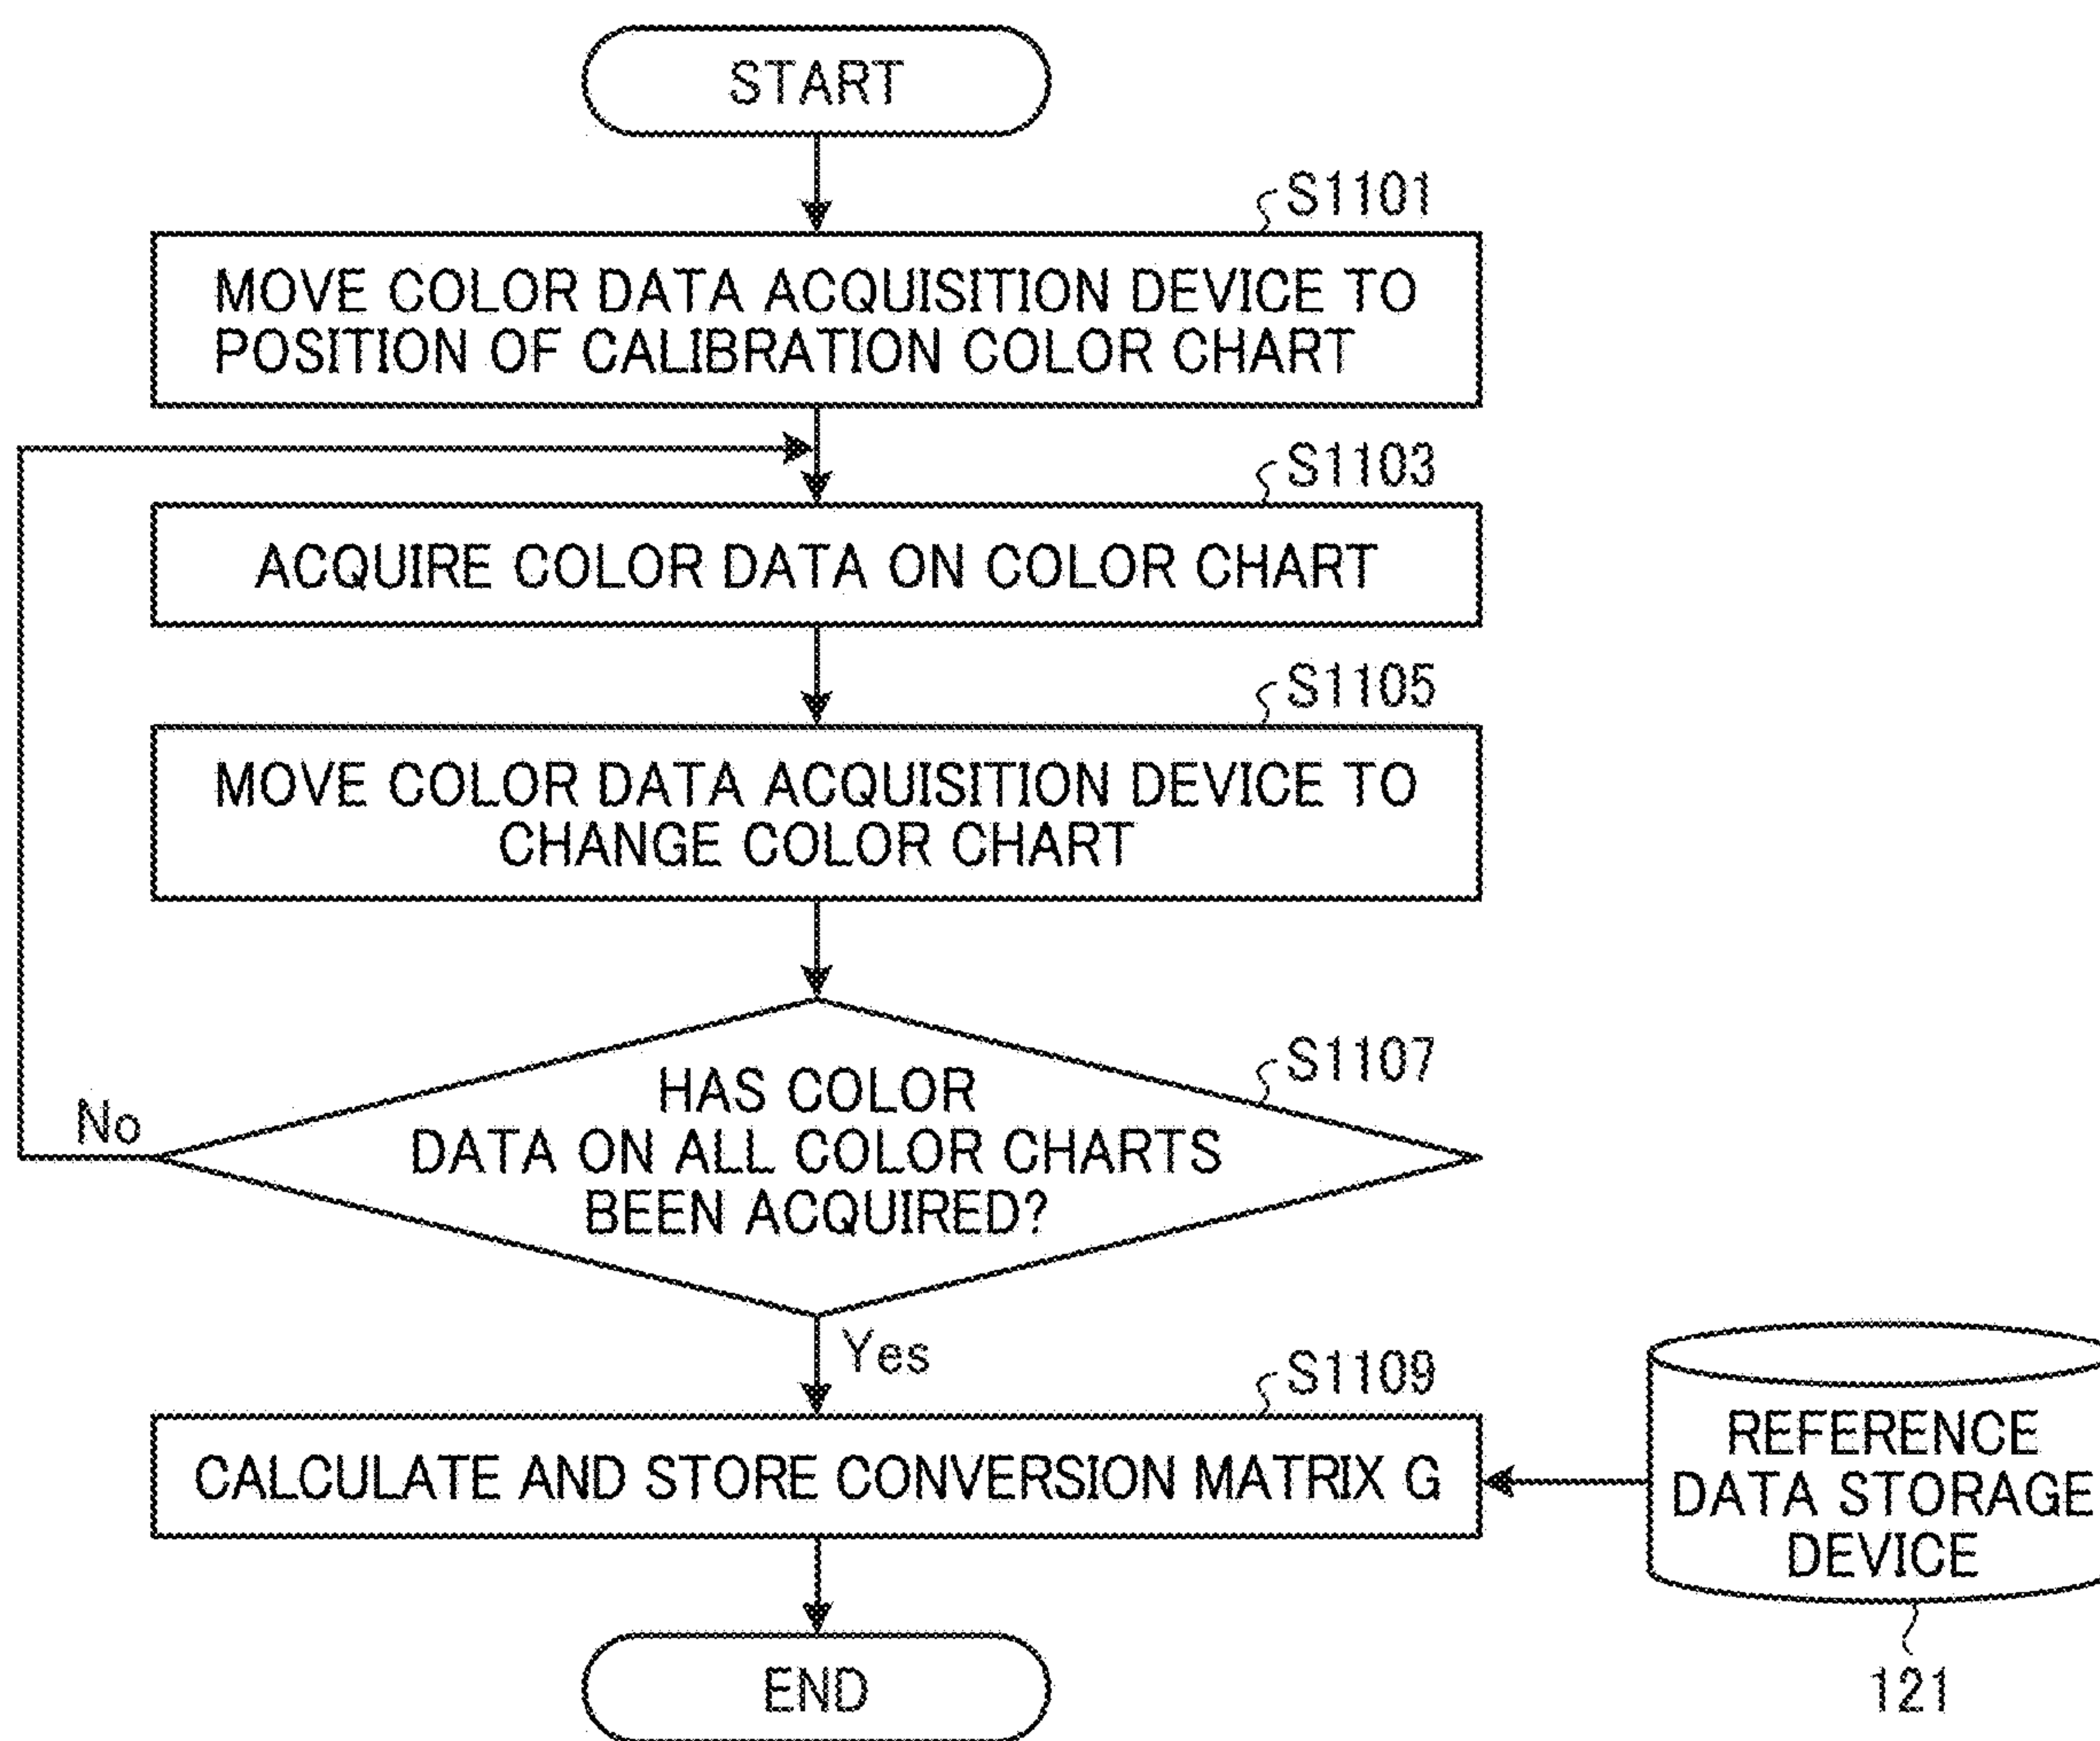 START
S1101
MOVE COLOR DATA ACQUISITION DEVICE TO
POSITION OF CALIBRATION COLOR CHART
S1103
ACQUIRE COLOR DATA ON COLOR CHART
S1105
MOVE COLOR DATA ACQUISITION DEVICE TO
CHANGE COLOR CHART
S1107
HAS COLOR
DATA ON ALL COLOR CHARTS
BEEN ACQUIRED?
No
Yes
S1109
CALCULATE AND STORE CONVERSION MATRIX G
REFERENCE
DATA STORAGE
DEVICE
121
END